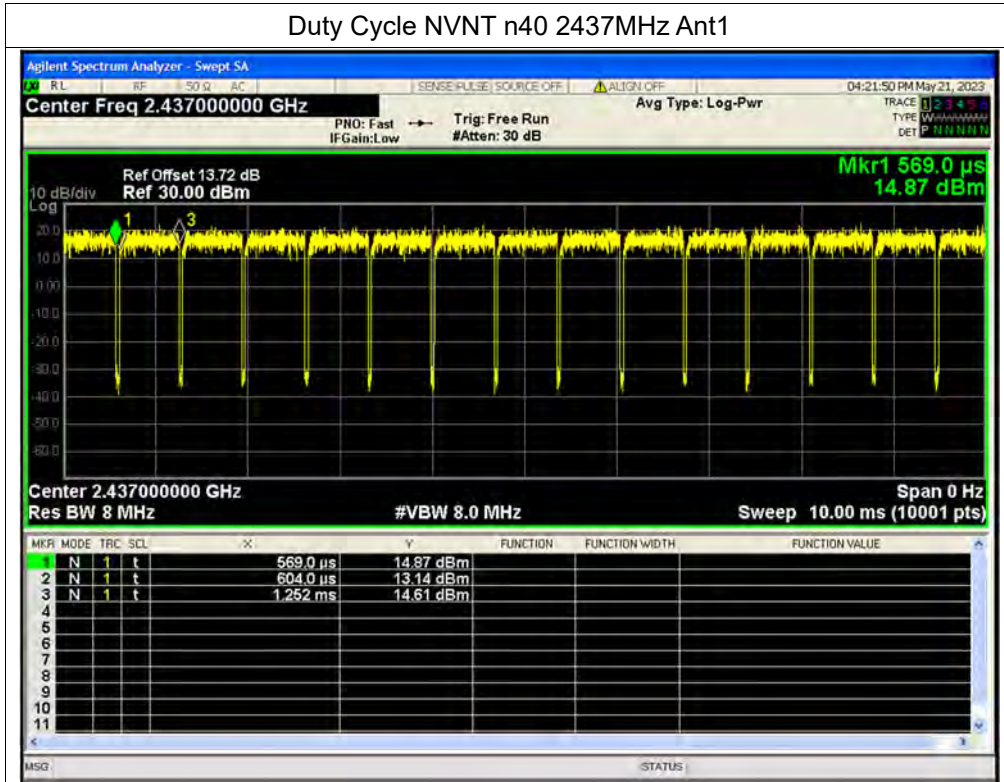 Duty Cycle NVNT n40 2437MHz Ant1
Agilent Spectrum Analyzer - Swept SA
LXI RL RF 50 Ω AC SENSE:PULSE SOURCE OFF ALIGN OFF 04:21:50 PM May 21, 2023
Center Freq 2.437000000 GHz Avg Type: Log-Pwr TRACE 1 2 3 4 5 6
PNO: Fast Trig: Free Run TYPE W
IFGain:Low #Atten: 30 dB DET P N N N N N
Mkr1 569.0 µs
Ref Offset 13.72 dB
10 dB/div Ref 30.00 dBm 14.87 dBm
Log
1 3
20.0
10.0
0.00
-10.0
-20.0
-30.0
-40.0
-50.0
-60.0
Center 2.437000000 GHz Span 0 Hz
Res BW 8 MHz #VBW 8.0 MHz Sweep 10.00 ms (10001 pts)
MKR MODE TRC SCL X Y FUNCTION FUNCTION WIDTH FUNCTION VALUE
1 N 1 t 569.0 µs 14.87 dBm
2 N 1 t 604.0 µs 13.14 dBm
3 N 1 t 1.252 ms 14.61 dBm
4
5
6
7
8
9
10
11
MSG STATUS